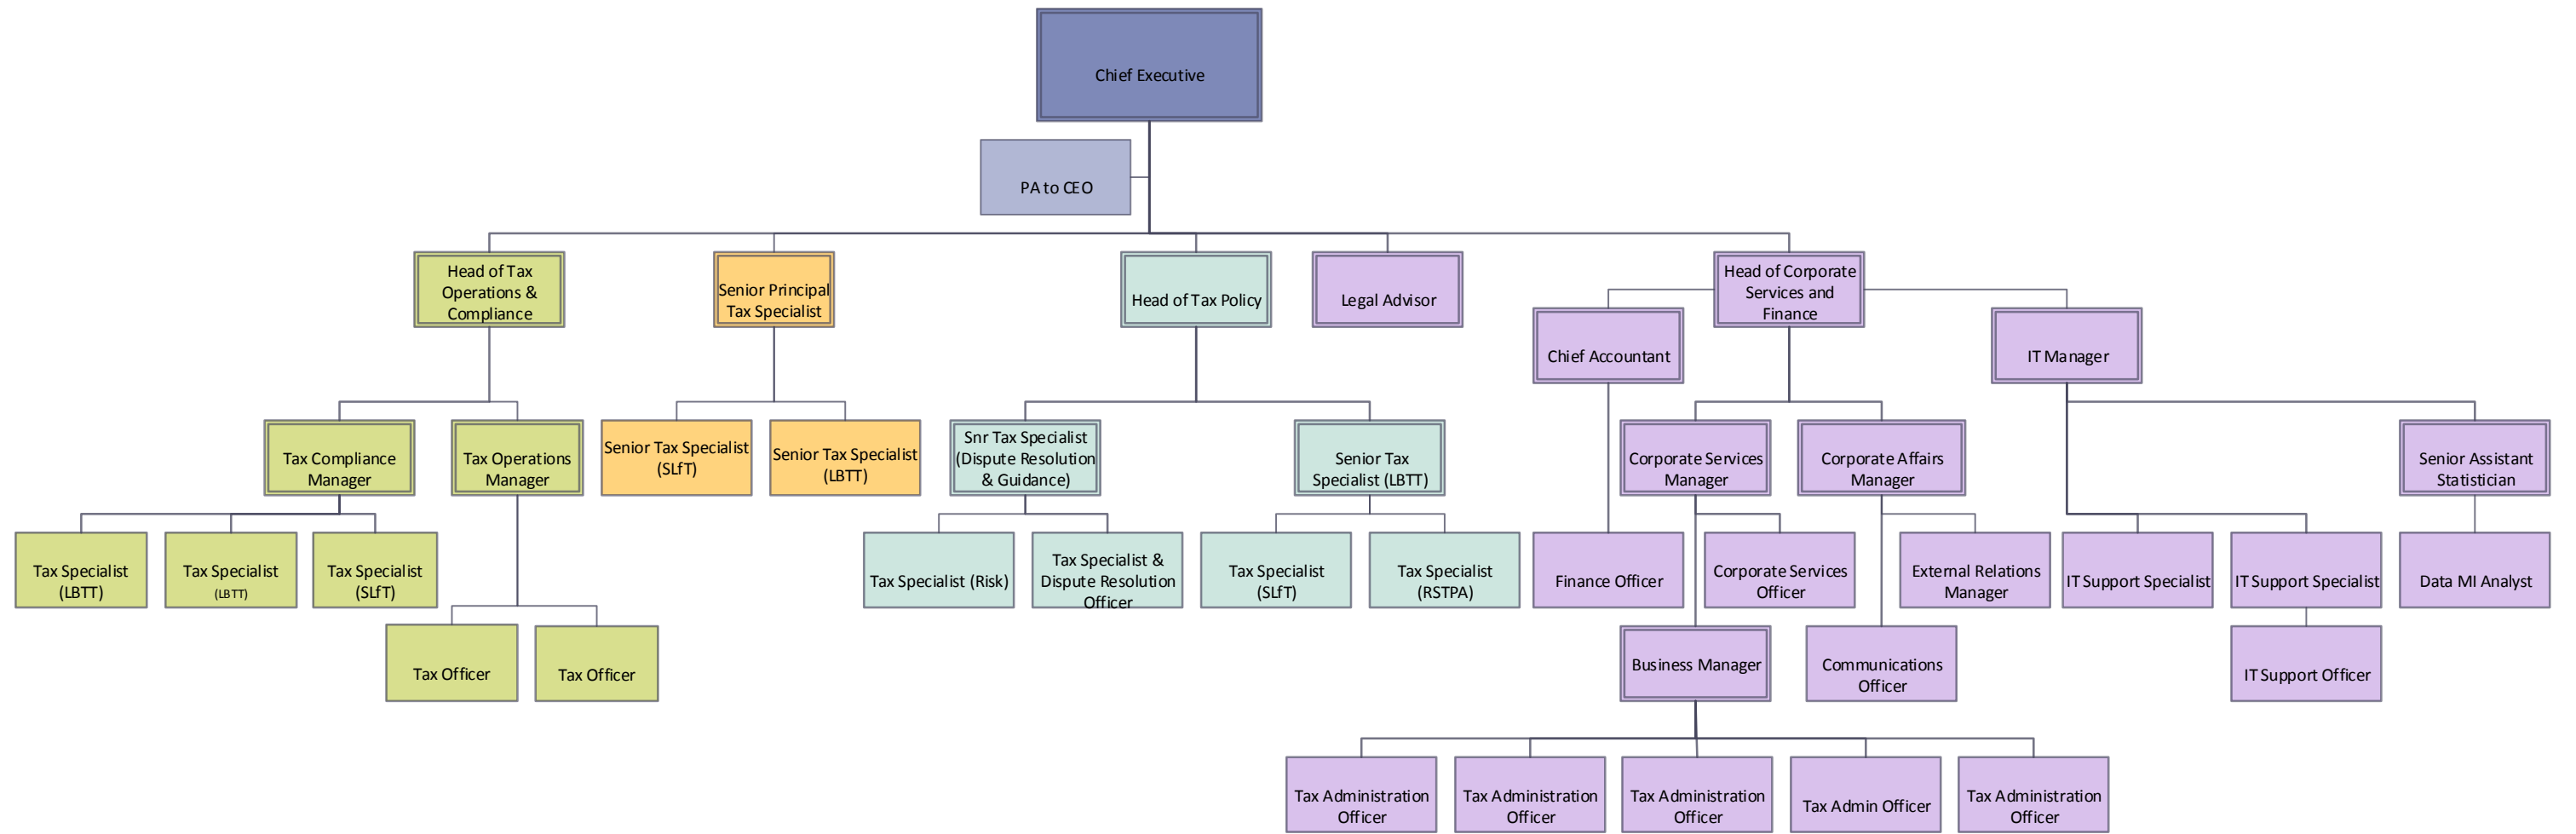 Chief Executive
PA to CEO
Head of Tax
Operations &
Compliance
Senior Principal
Tax Specialist
Head of Tax Policy
Legal Advisor
Head of Corporate
Services and
Finance
Chief Accountant
IT Manager
Tax Compliance
Manager
Tax Operations
Manager
Senior Tax Specialist
(SLfT)
Senior Tax Specialist
(LBTT)
Snr Tax Specialist
(Dispute Resolution
& Guidance)
Senior Tax
Specialist (LBTT)
Corporate Services
Manager
Corporate Affairs
Manager
Senior Assistant
Statistician
Tax Specialist
(LBTT)
Tax Specialist
(LBTT)
Tax Specialist
(SLfT)
Tax Specialist (Risk)
Tax Specialist &
Dispute Resolution
Officer
Tax Specialist
(SLfT)
Tax Specialist
(RSTPA)
Finance Officer
Corporate Services
Officer
External Relations
Manager
IT Support Specialist
IT Support Specialist
Data MI Analyst
Tax Officer
Tax Officer
Business Manager
Communications
Officer
IT Support Officer
Tax Administration
Officer
Tax Administration
Officer
Tax Administration
Officer
Tax Admin Officer
Tax Administration
Officer